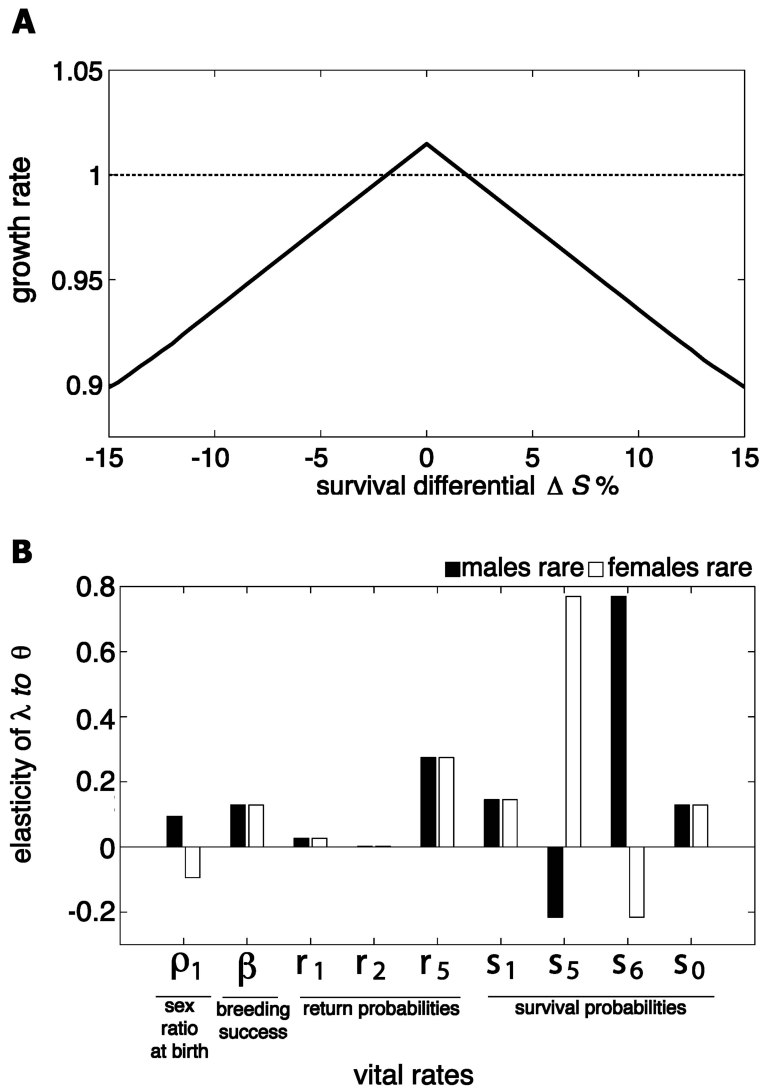 A
1.05
1
0.95
0.9
growth rate
-15 -10 -5 0 5 10 15
survival differential Δ S %
B
males rare females rare
0.8
0.6
0.4
0.2
0
-0.2
elasticity of λ to θ
ρ1 β r1 r2 r5 s1 s5 s6 s0
sex ratio at birth
breeding success
return probabilities
survival probabilities
vital rates